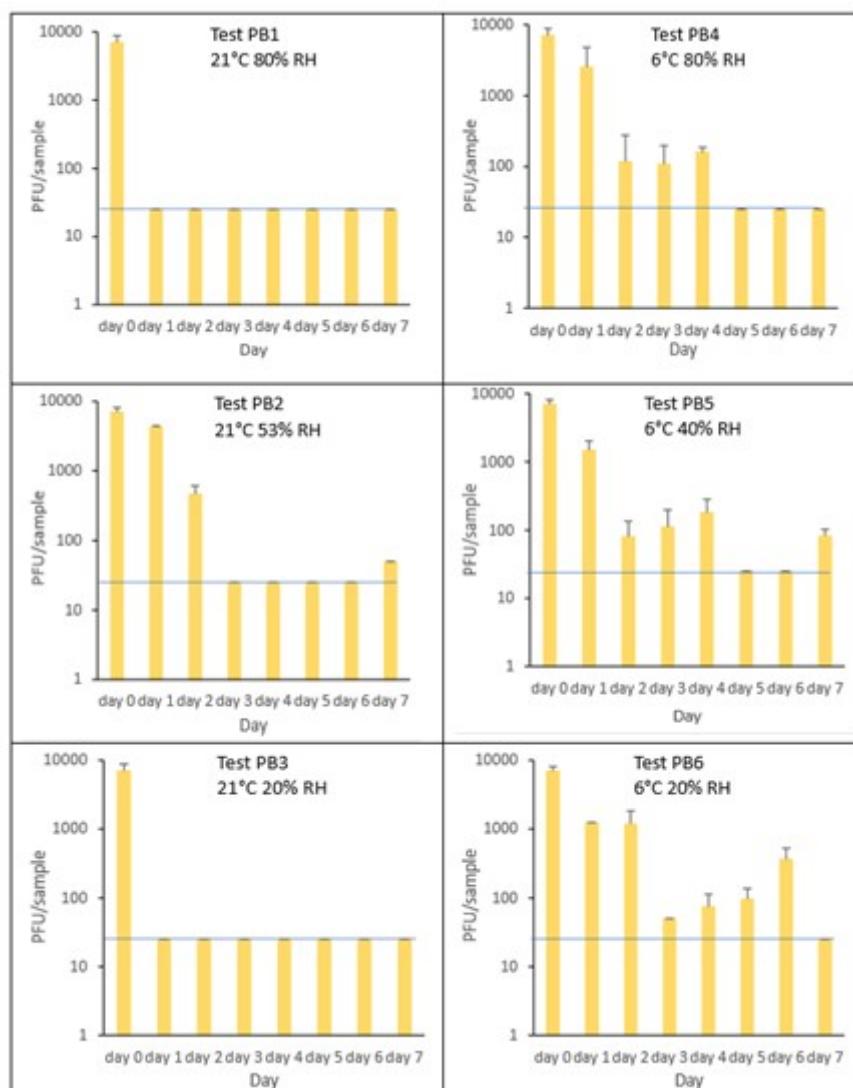 Test PB1
21°C 80% RH
10000
1000
100
10
1
PFU/sample
day 0 day 1 day 2 day 3 day 4 day 5 day 6 day 7
Day
Test PB4
6°C 80% RH
10000
1000
100
10
1
PFU/sample
day 0 day 1 day 2 day 3 day 4 day 5 day 6 day 7
Day
Test PB2
21°C 53% RH
10000
1000
100
10
1
PFU/sample
day 0 day 1 day 2 day 3 day 4 day 5 day 6 day 7
Day
Test PB5
6°C 40% RH
10000
1000
100
10
1
PFU/sample
day 0 day 1 day 2 day 3 day 4 day 5 day 6 day 7
Day
Test PB3
21°C 20% RH
10000
1000
100
10
1
PFU/sample
day 0 day 1 day 2 day 3 day 4 day 5 day 6 day 7
Day
Test PB6
6°C 20% RH
10000
1000
100
10
1
PFU/sample
day 0 day 1 day 2 day 3 day 4 day 5 day 6 day 7
Day